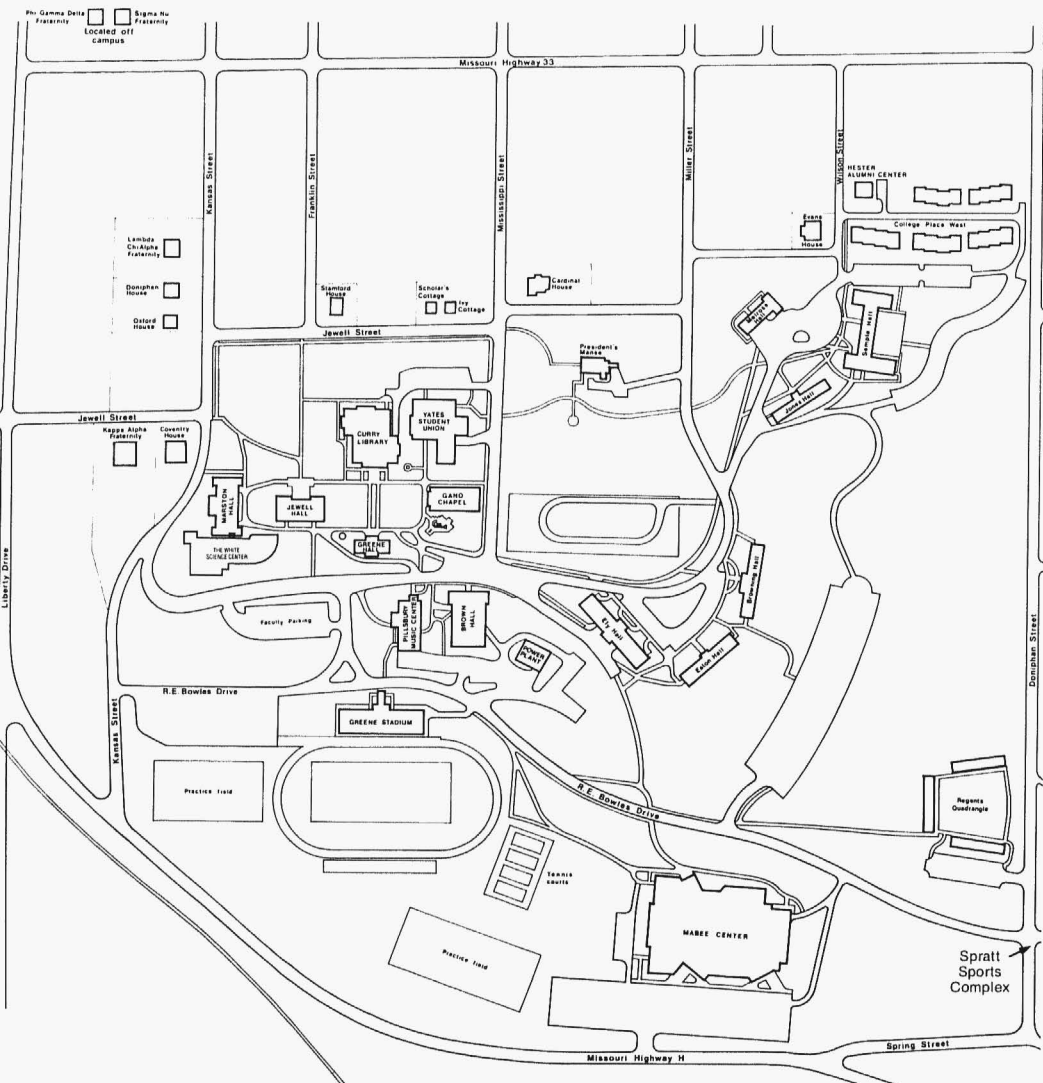 Phi Gamma Delta
Fraternity
Sigma Nu
Fraternity
Located off
campus
Missouri Highway 33
Kansas Street
Franklin Street
Mississippi Street
Miller Street
Wilson Street
HESTER
ALUMNI CENTER
College Place West
Evans
House
Lambda
Chi Alpha
Fraternity
Doniphan
House
Oxford
House
Stamford
House
Scholar's
Cottage
Ivy
Cottage
Cardinal
House
Melrose
Hall
Semple Hall
Jewell Street
President's
Manse
Jones Hall
Jewell Street
Kappa Alpha
Fraternity
Coventry
House
CURRY
LIBRARY
YATES
STUDENT
UNION
MARSTON
HALL
JEWELL
HALL
GANO
CHAPEL
GREENE
HALL
THE WHITE
SCIENCE CENTER
Liberty Drive
Faculty Parking
PILLSBURY
MUSIC CENTER
BROWN
HALL
POWER
PLANT
Ely Hall
Browning Hall
Eaton Hall
Doniphan Street
R.E. Bowles Drive
Kansas Street
GREENE STADIUM
Practice field
R.E. Bowles Drive
Regents
Quadrangle
Tennis
courts
MABEE CENTER
Practice field
Spratt
Sports
Complex
Spring Street
Missouri Highway H